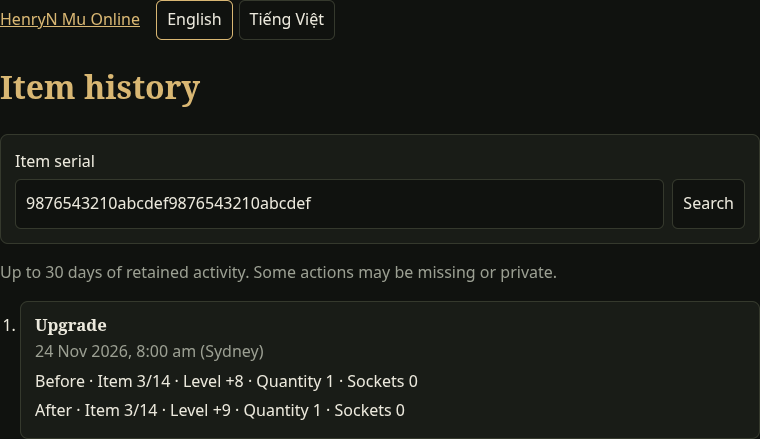 HenryN Mu Online English Tiếng Việt
Item history
Item serial
9876543210abcdef9876543210abcdef Search
Up to 30 days of retained activity. Some actions may be missing or private.
1. Upgrade
24 Nov 2026, 8:00 am (Sydney)
Before · Item 3/14 · Level +8 · Quantity 1 · Sockets 0
After · Item 3/14 · Level +9 · Quantity 1 · Sockets 0